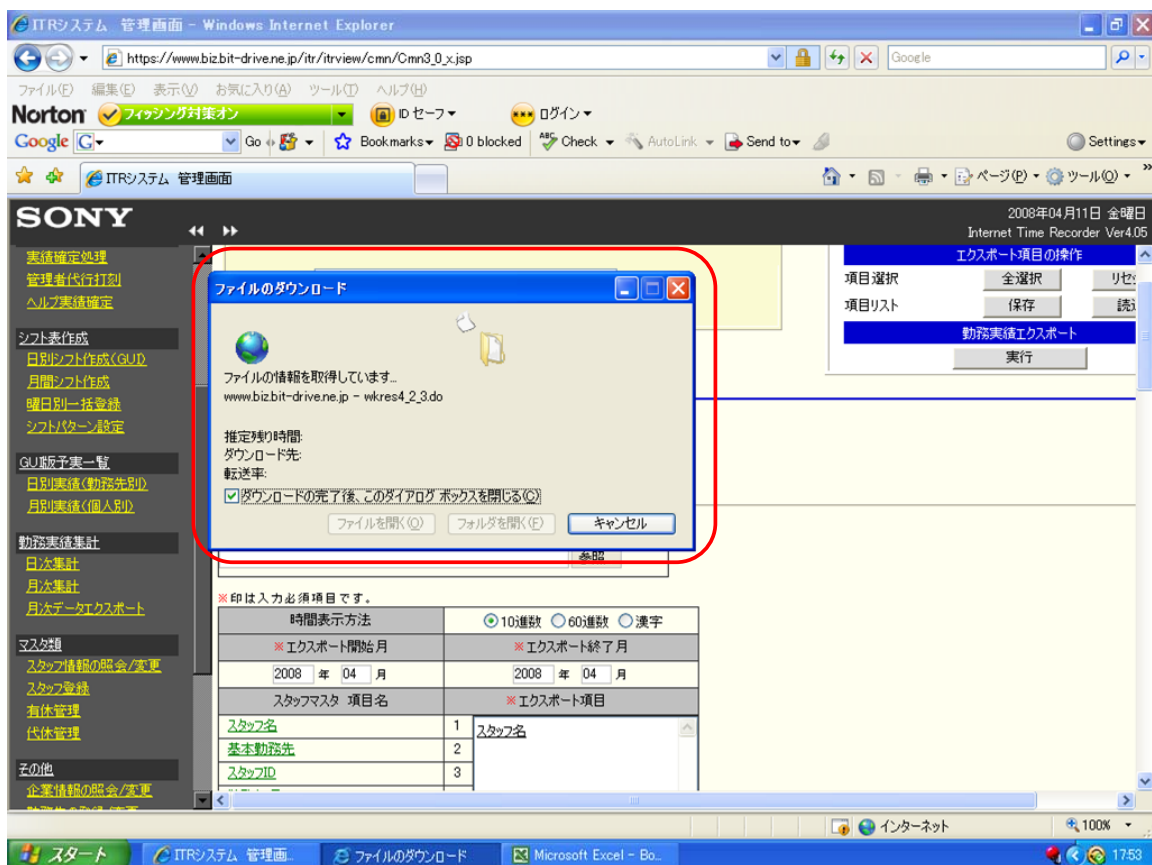 ITRシステム 管理画面 - Windows Internet Explorer
https://www.biz.bit-drive.ne.jp/itr/itrview/cmn/Cmn3_0_x.jsp
Google
ファイル(F) 編集(E) 表示(V) お気に入り(A) ツール(T) ヘルプ(H)
Norton フィッシング対策オン ID セーフ ログイン
Google G Go Bookmarks 0 blocked ABC Check AutoLink Send to Settings
ITRシステム 管理画面 ページ(P) ツール(O) »
SONY
2008年04月11日 金曜日
Internet Time Recorder Ver4.05
実績確定処理
管理者代行打刻
ヘルプ実績確定
シフト表作成
日別シフト作成(GUI)
月間シフト作成
曜日別一括登録
シフトパターン設定
GUI版予実一覧
日別実績(勤務先別)
月別実績(個人別)
勤務実績集計
日次集計
月次集計
月次データエクスポート
マスタ類
スタッフ情報の照会/変更
スタッフ登録
有休管理
代休管理
その他
企業情報の照会/変更
エクスポート項目の操作
項目選択 全選択 リセ
項目リスト 保存 読
勤務実績エクスポート
実行
ファイルのダウンロード
ファイルの情報を取得しています...
www.biz.bit-drive.ne.jp - wkres4_2_3.do
推定残り時間:
ダウンロード先:
転送率:
ダウンロードの完了後、このダイアログ ボックスを閉じる(C)
ファイルを開く(O) フォルダを開く(F) キャンセル
参照
※印は入力必須項目です。
時間表示方法 10進数 60進数 漢字
※エクスポート開始月 ※エクスポート終了月
2008 年 04 月 2008 年 04 月
スタッフマスタ 項目名 ※エクスポート項目
スタッフ名 1 スタッフ名
基本勤務先 2
スタッフID 3
インターネット 100%
スタート ITRシステム 管理画... ファイルのダウンロード Microsoft Excel - Bo... 17:53